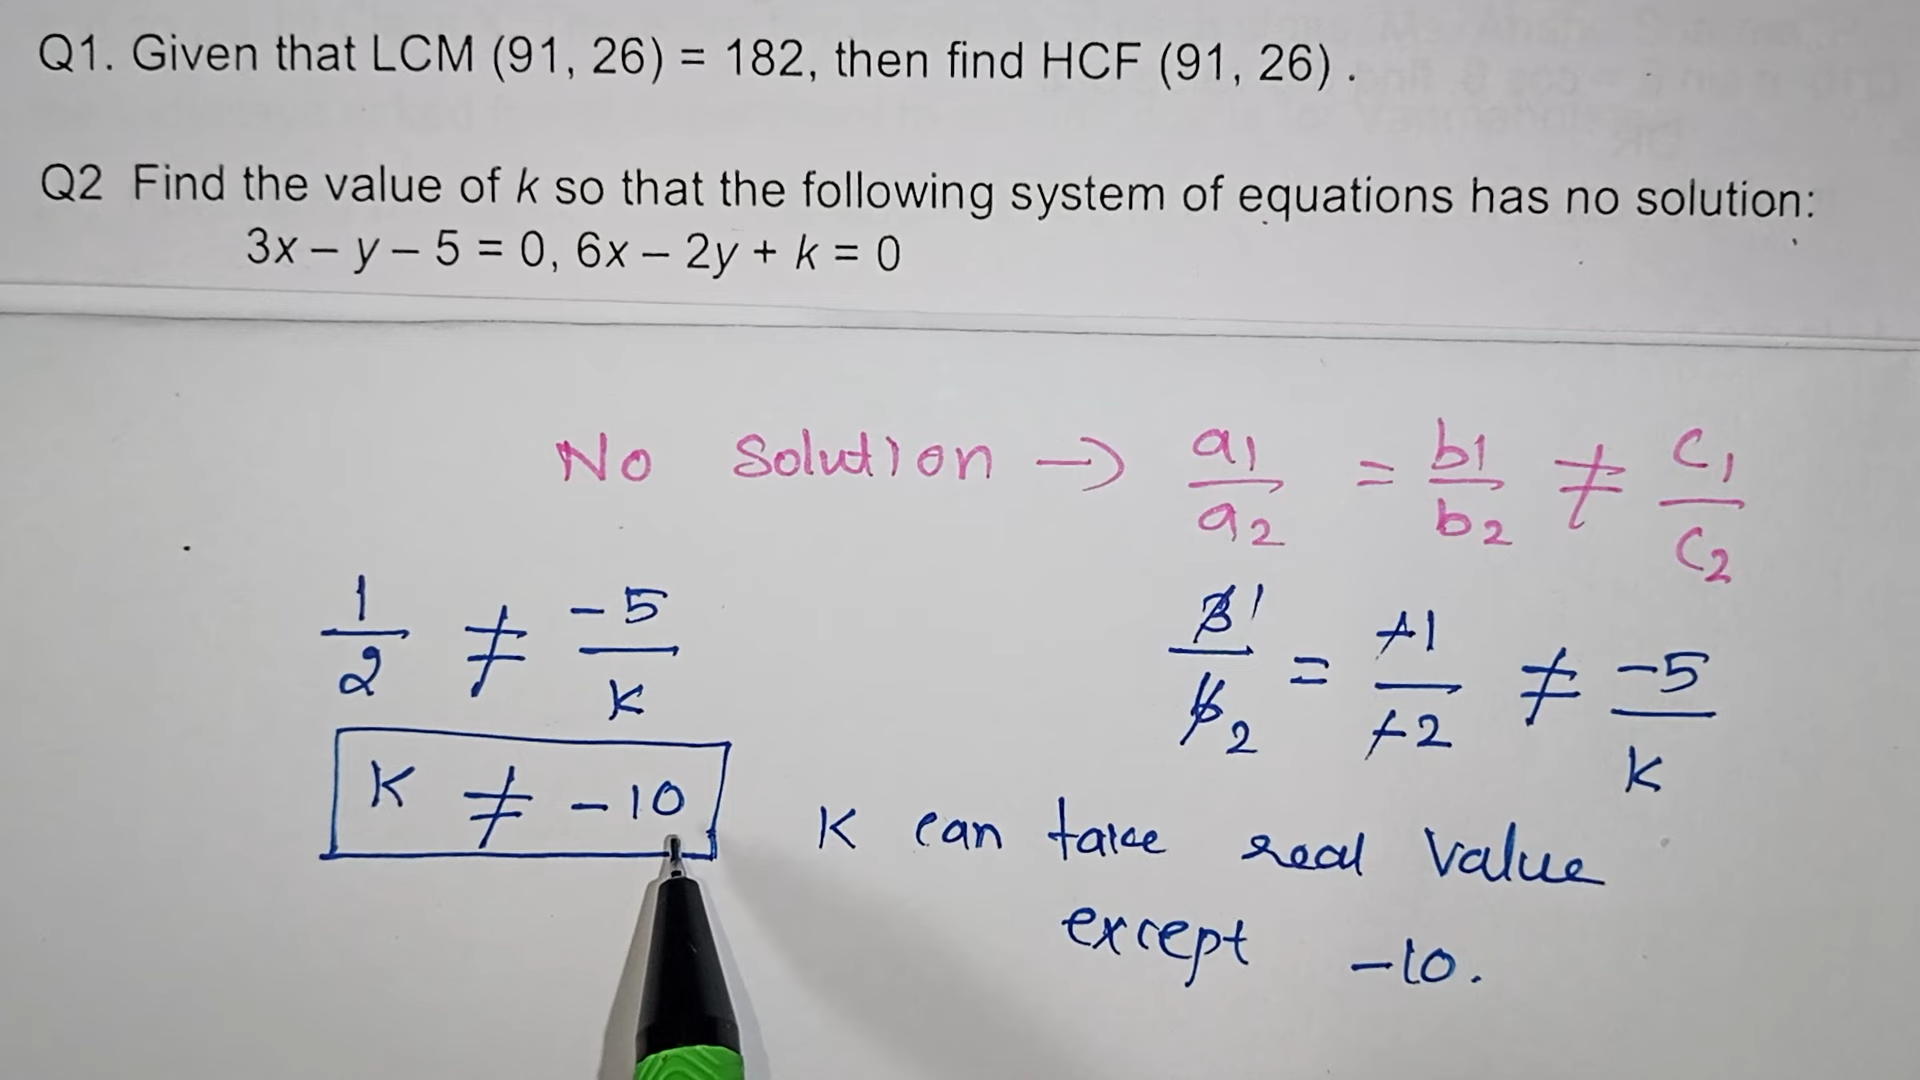 Q1. Given that LCM (91, 26) = 182, then find HCF (91, 26) .
Q2 Find the value of k so that the following system of equations has no solution:
3x – y – 5 = 0, 6x – 2y + k = 0
No Solution → a1/a2 = b1/b2 ≠ c1/c2
3 1/6 2 = -1/-2 ≠ -5/k
1/2 ≠ -5/k
K ≠ -10
K can take real value
except -10.